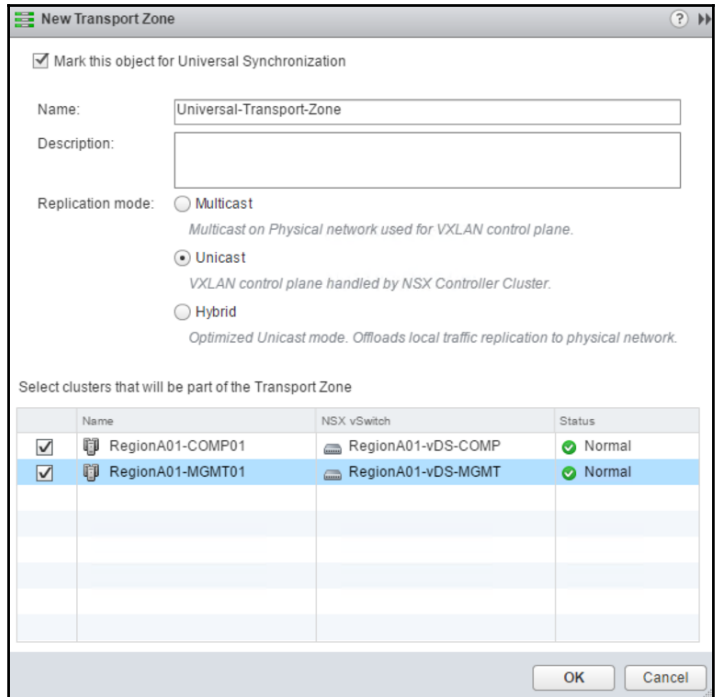 New Transport Zone
Mark this object for Universal Synchronization
Name: Universal-Transport-Zone
Description:
Replication mode: Multicast
Multicast on Physical network used for VXLAN control plane.
Unicast
VXLAN control plane handled by NSX Controller Cluster.
Hybrid
Optimized Unicast mode. Offloads local traffic replication to physical network.
Select clusters that will be part of the Transport Zone
Name NSX vSwitch Status
RegionA01-COMP01 RegionA01-vDS-COMP Normal
RegionA01-MGMT01 RegionA01-vDS-MGMT Normal
OK Cancel